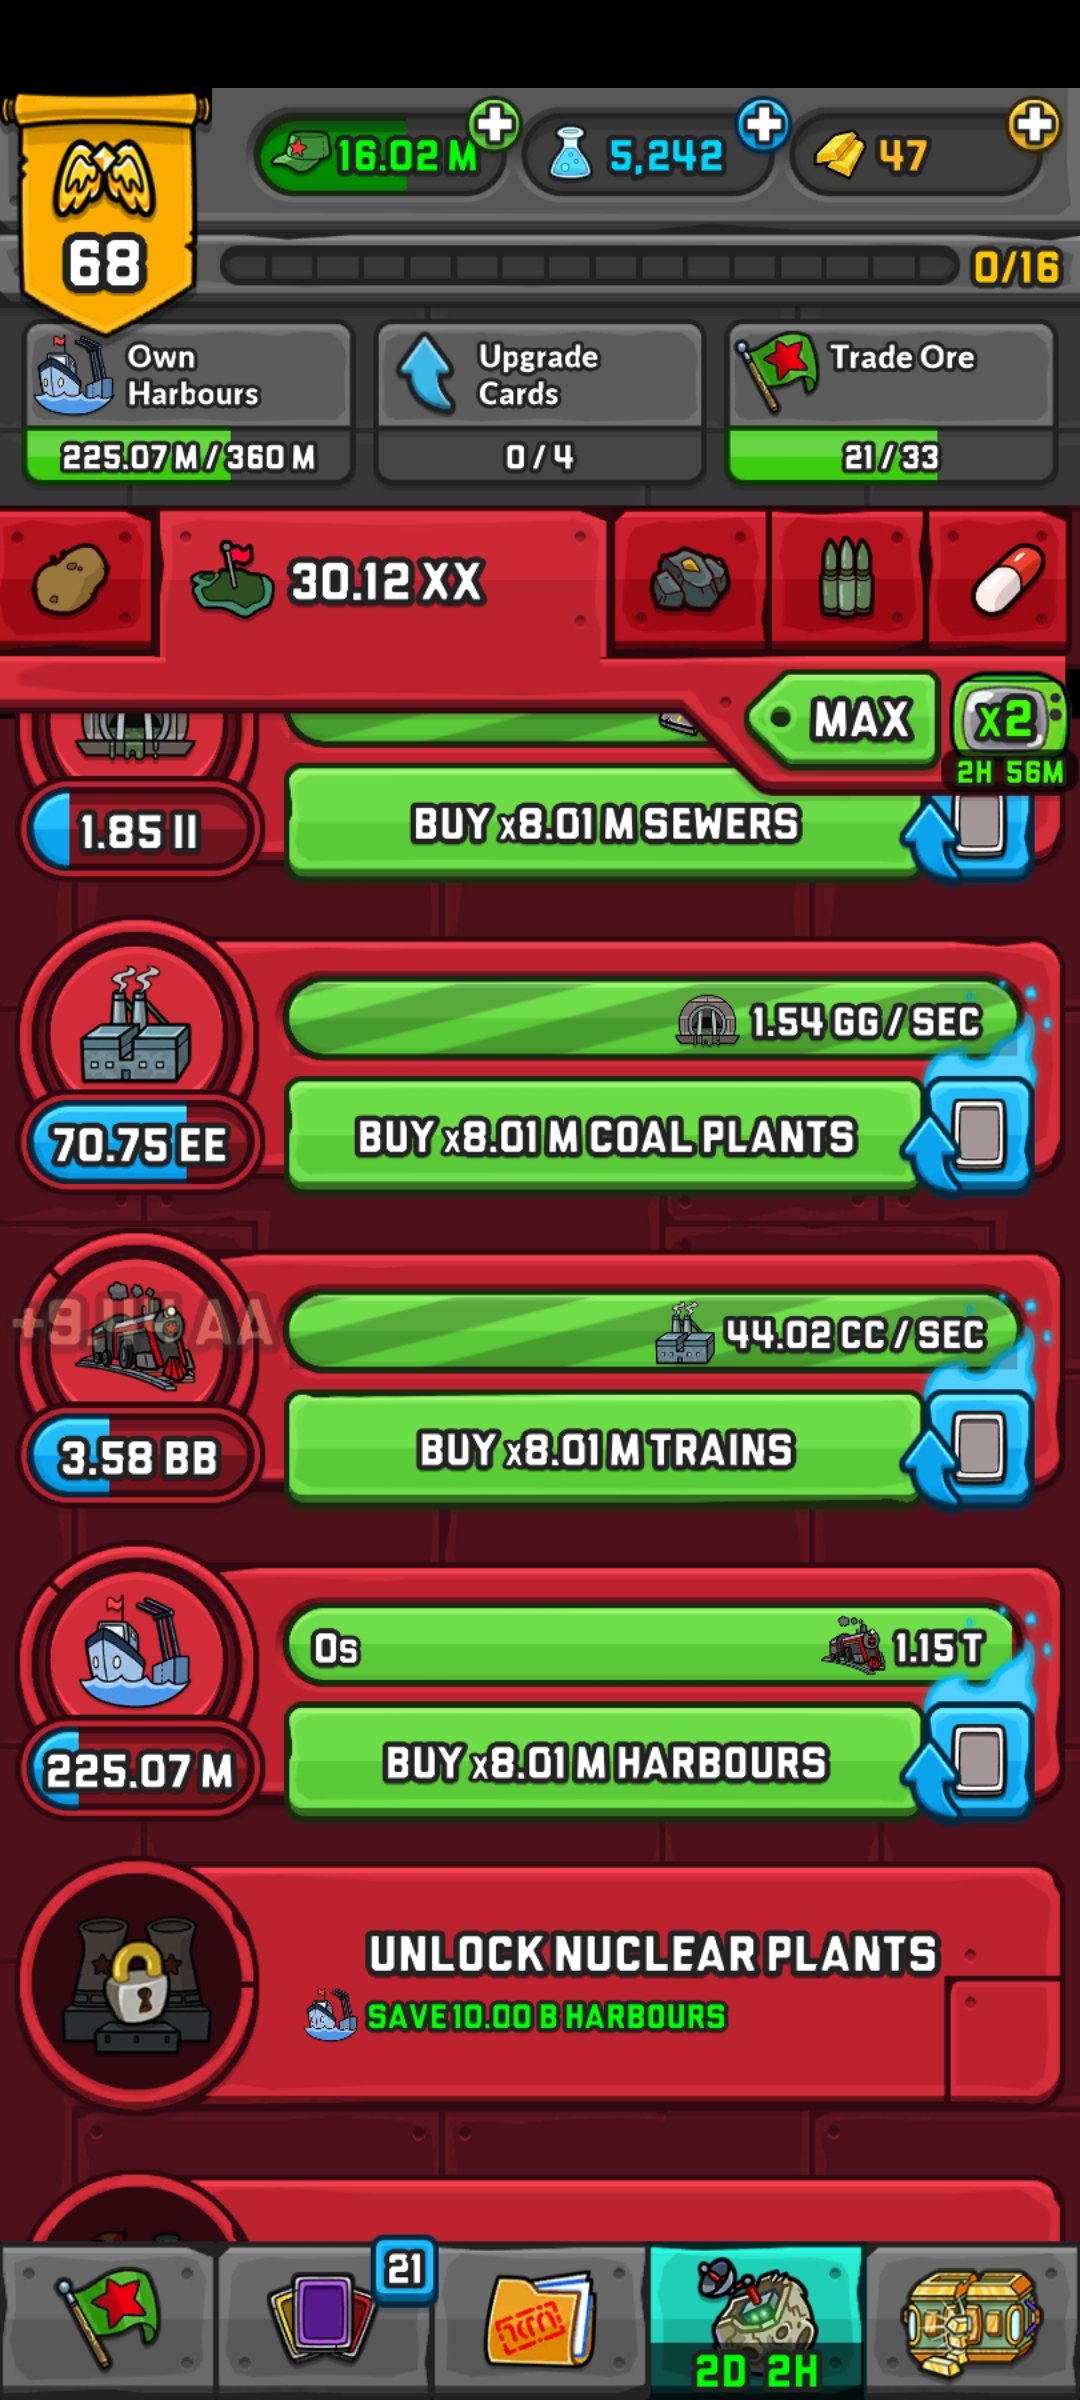 16.02 M
5,242
47
68
0/16
Own
Harbours
225.07 M / 360 M
Upgrade
Cards
0 / 4
Trade Ore
21 / 33
30.12 XX
MAX
x2
2H 56M
1.85 II
BUY x8.01 M SEWERS
1.54 GG / SEC
70.75 EE
BUY x8.01 M COAL PLANTS
44.02 CC / SEC
3.58 BB
BUY x8.01 M TRAINS
0s
1.15 T
225.07 M
BUY x8.01 M HARBOURS
UNLOCK NUCLEAR PLANTS
SAVE 10.00 B HARBOURS
21
2D 2H